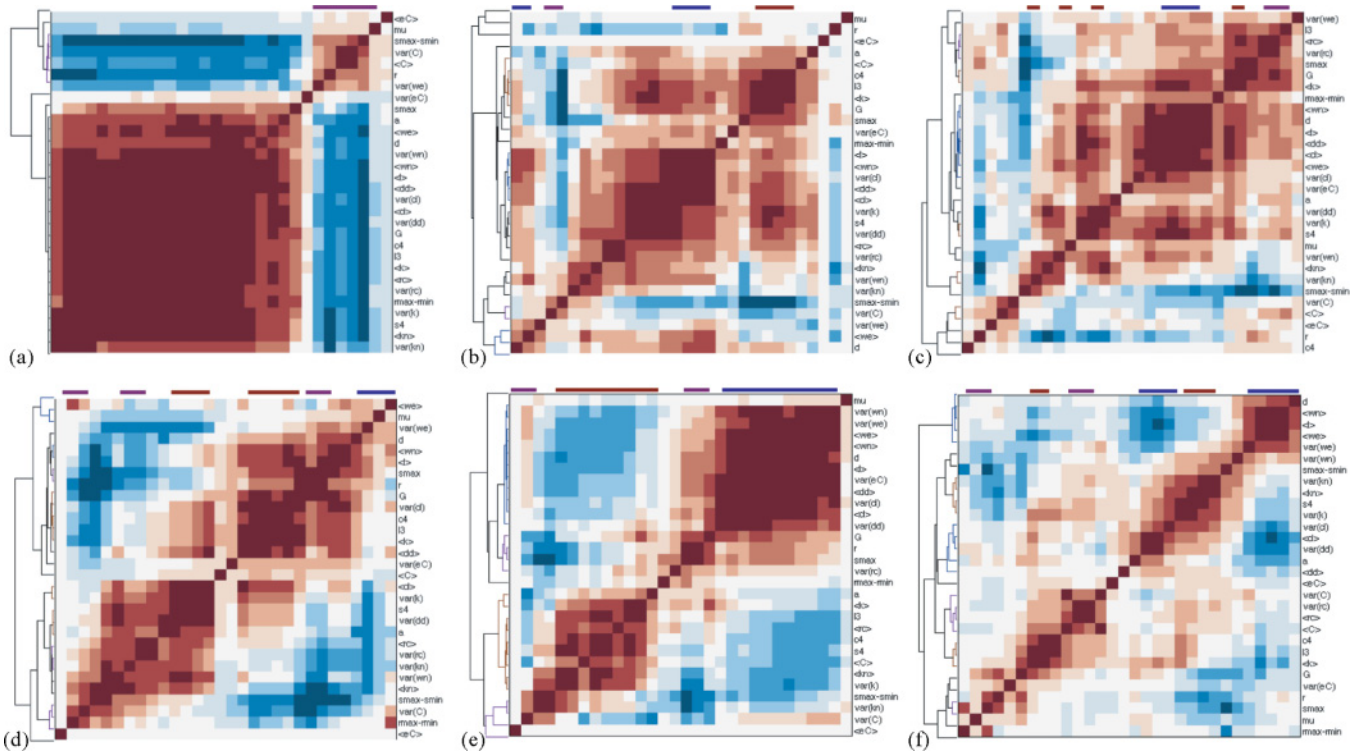 <eC>
mu
smax-smin
var(C)
<C>
r
var(we)
var(eC)
smax
a
<we>
d
var(wn)
<wn>
<l>
<dd>
var(d)
<d>
var(dd)
G
c4
l3
<k>
<rc>
var(rc)
rmax-rmin
var(k)
s4
<kn>
var(kn)
(a)
mu
r
<eC>
a
<C>
c4
l3
<k>
G
smax
var(eC)
rmax-rmin
<l>
<wn>
var(d)
<dd>
<d>
var(k)
s4
var(dd)
<rc>
var(rc)
<kn>
var(wn)
var(kn)
smax-smin
var(C)
var(we)
<we>
d
(b)
var(we)
l3
<rc>
var(rc)
smax
G
<k>
rmax-rmin
<wn>
d
<l>
<dd>
<d>
<we>
var(d)
var(eC)
a
var(dd)
var(k)
s4
mu
var(wn)
<kn>
var(kn)
smax-smin
var(C)
<C>
<eC>
r
c4
(c)
<we>
mu
var(we)
d
<wn>
<l>
smax
r
G
var(d)
c4
l3
<k>
<dd>
var(eC)
<C>
<d>
var(k)
s4
var(dd)
a
<rc>
var(rc)
var(kn)
var(wn)
<kn>
smax-smin
var(C)
rmax-rmin
<eC>
(d)
mu
var(wn)
var(we)
<we>
<wn>
d
<l>
var(eC)
<dd>
var(d)
<d>
var(dd)
G
r
smax
var(rc)
rmax-rmin
a
<k>
l3
<rc>
c4
s4
<C>
<kn>
var(k)
smax-smin
var(kn)
var(C)
<eC>
(e)
d
<wn>
<l>
<we>
var(we)
var(wn)
smax-smin
var(kn)
<kn>
s4
var(k)
var(d)
<d>
var(dd)
a
<dd>
<eC>
var(C)
var(rc)
<rc>
<C>
c4
l3
<k>
G
var(eC)
r
smax
mu
rmax-rmin
(f)